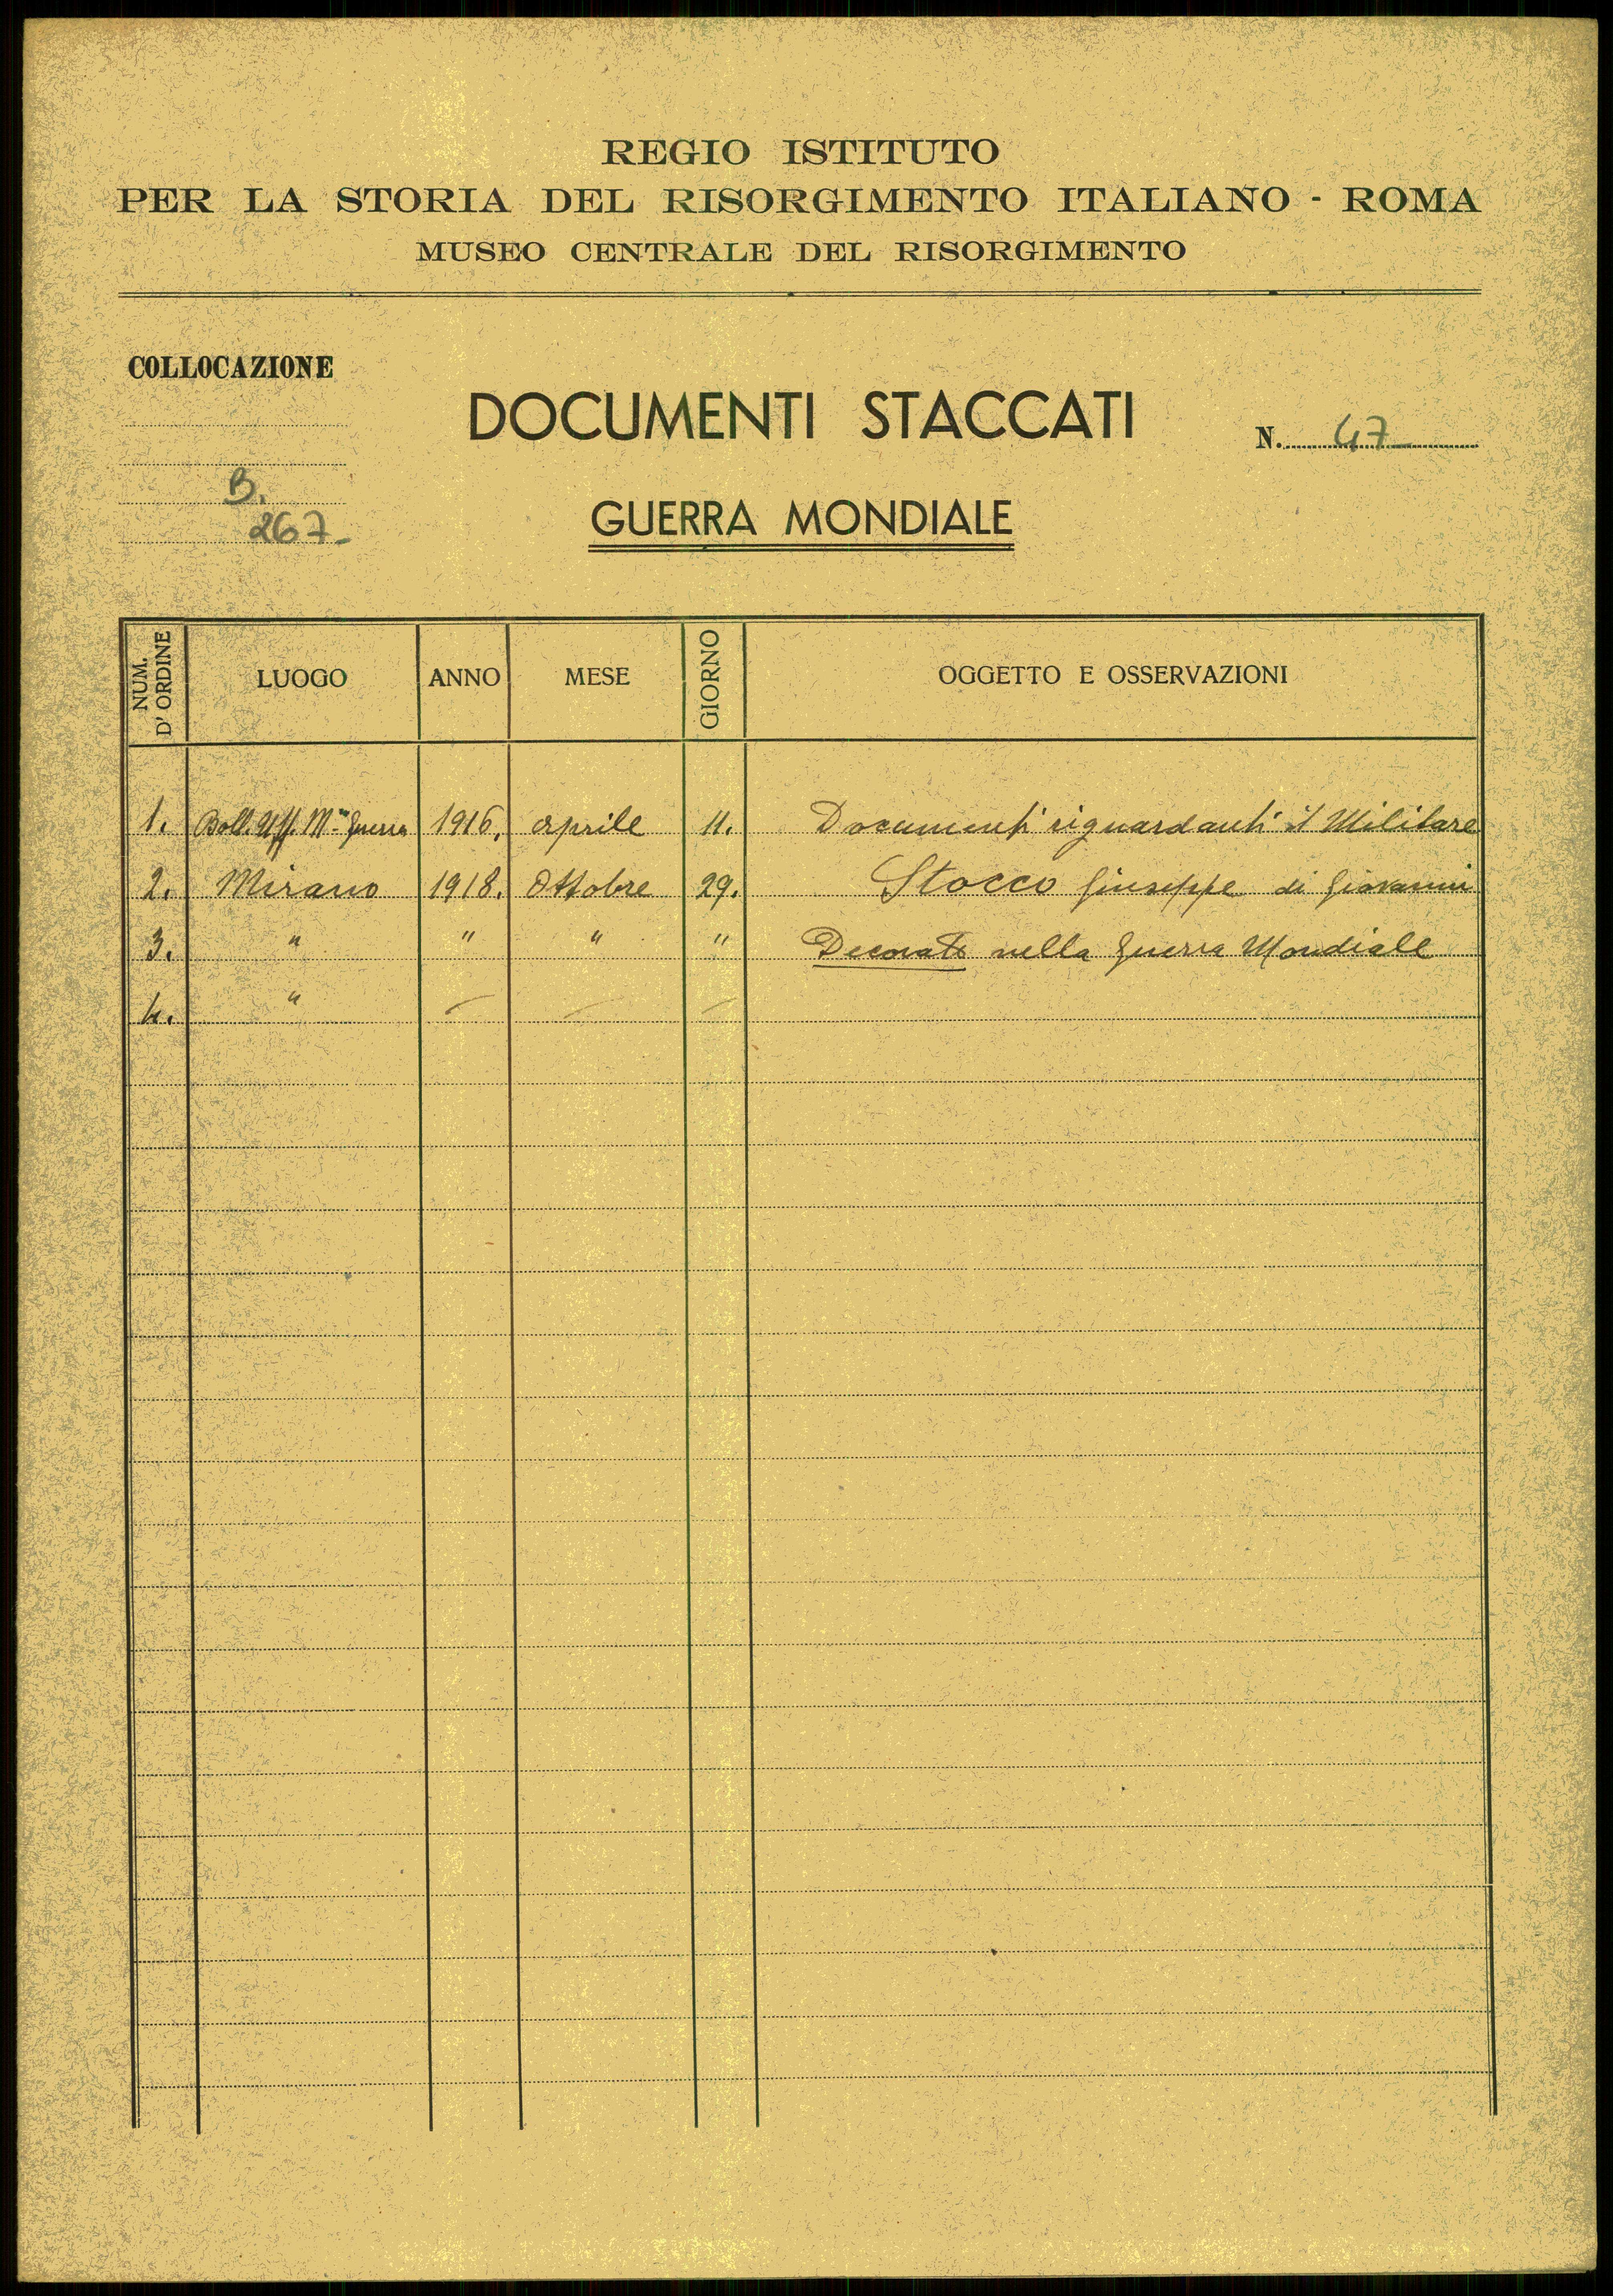 REGIO ISTITUTO
PER LA STORIA DEL RISORGIMENTO ITALIANO - ROMA
MUSEO CENTRALE DEL RISORGIMENTO
COLLOCAZIONE
B.
267
DOCUMENTI STACCATI
N. 47
GUERRA MONDIALE
NUM. D' ORDINE LUOGO ANNO MESE GIORNO OGGETTO E OSSERVAZIONI
1. Boll. Uff. M.ro Guerra 1916. aprile 11. Documenti riguardanti il Militare
2. Mirano 1918. Ottobre 29. Stocco Giuseppe di Giovanni
3. " " " " Decorato nella Guerra Mondiale
4. " — — —